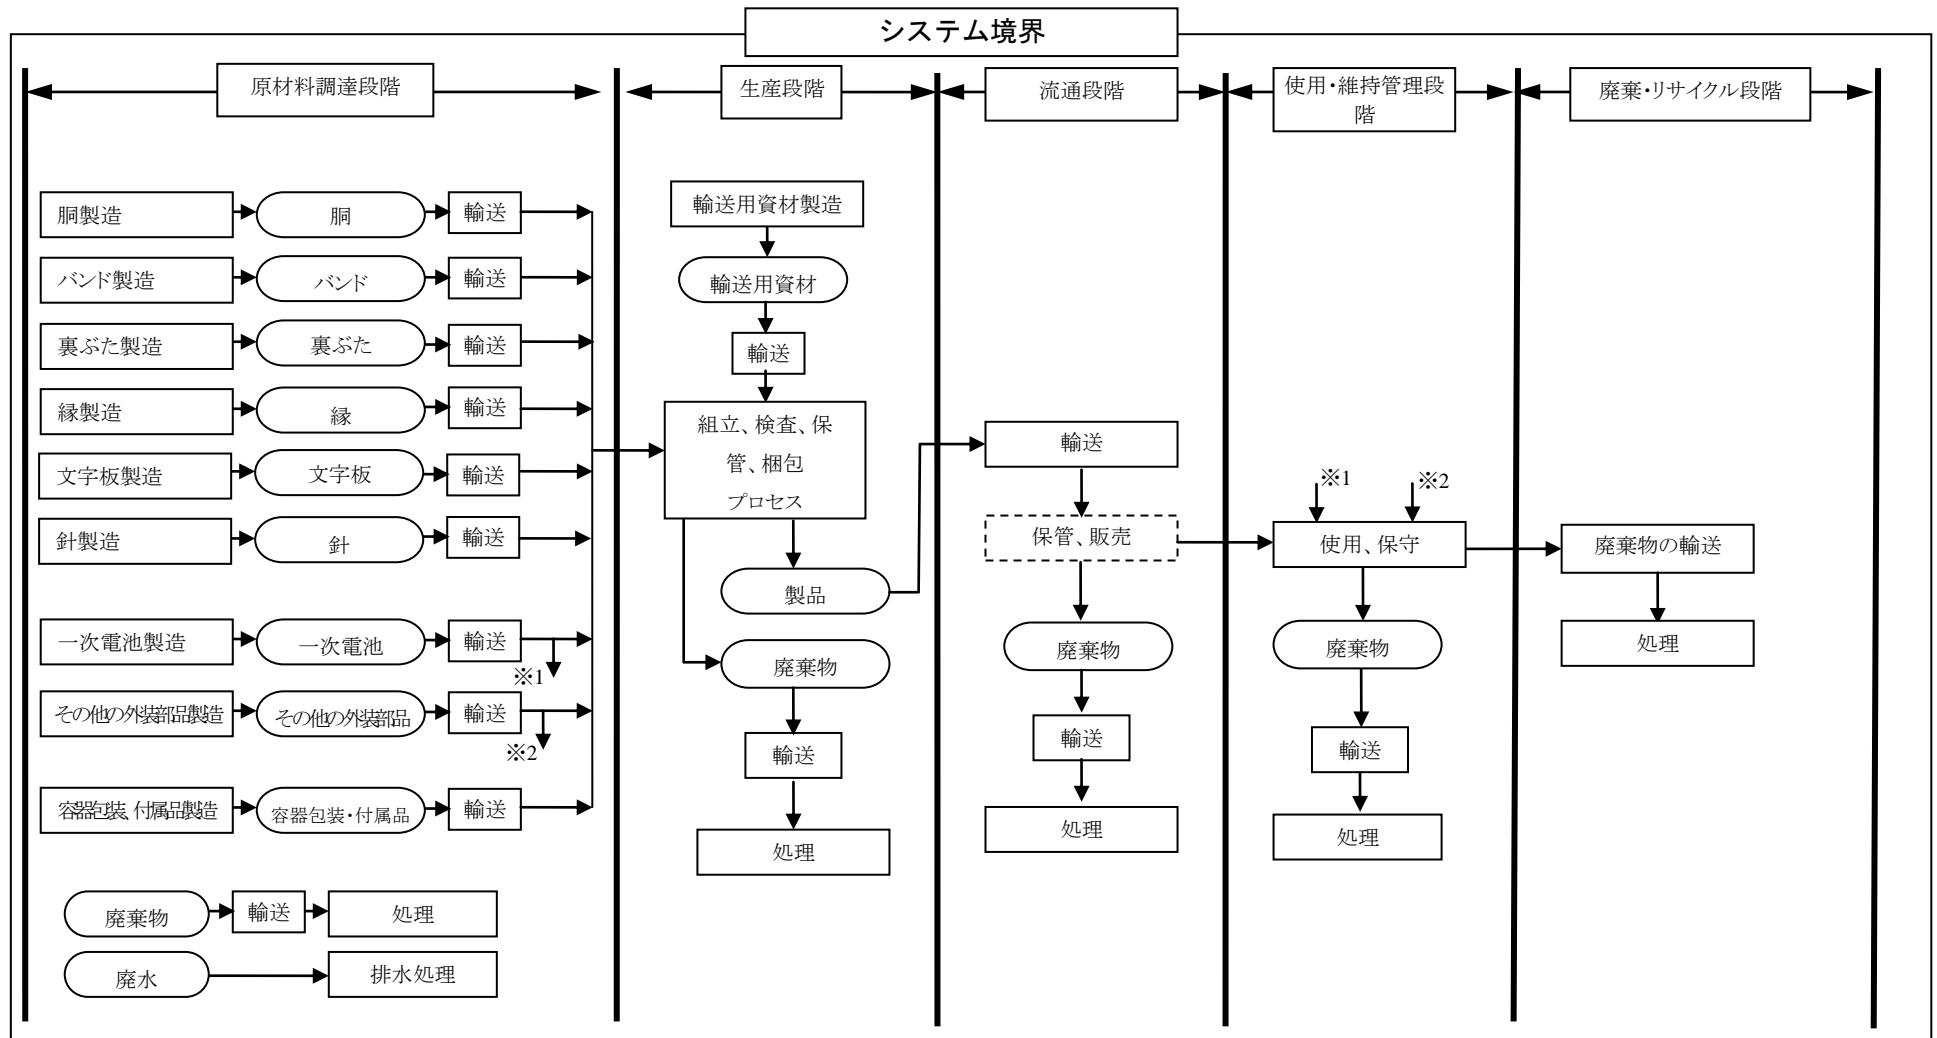 システム境界
原材料調達段階
生産段階
流通段階
使用・維持管理段
階
廃棄・リサイクル段階
胴製造
胴
輸送
バンド製造
バンド
輸送
裏ぶた製造
裏ぶた
輸送
縁製造
縁
輸送
文字板製造
文字板
輸送
針製造
針
輸送
一次電池製造
一次電池
輸送
※1
その他の外装部品製造
その他の外装部品
輸送
※2
容器包装、付属品製造
容器包装・付属品
輸送
廃棄物
輸送
処理
廃水
排水処理
輸送用資材製造
輸送用資材
輸送
組立、検査、保
管、梱包
プロセス
製品
廃棄物
輸送
処理
輸送
保管、販売
廃棄物
輸送
処理
※1
※2
使用、保守
廃棄物
輸送
処理
廃棄物の輸送
処理